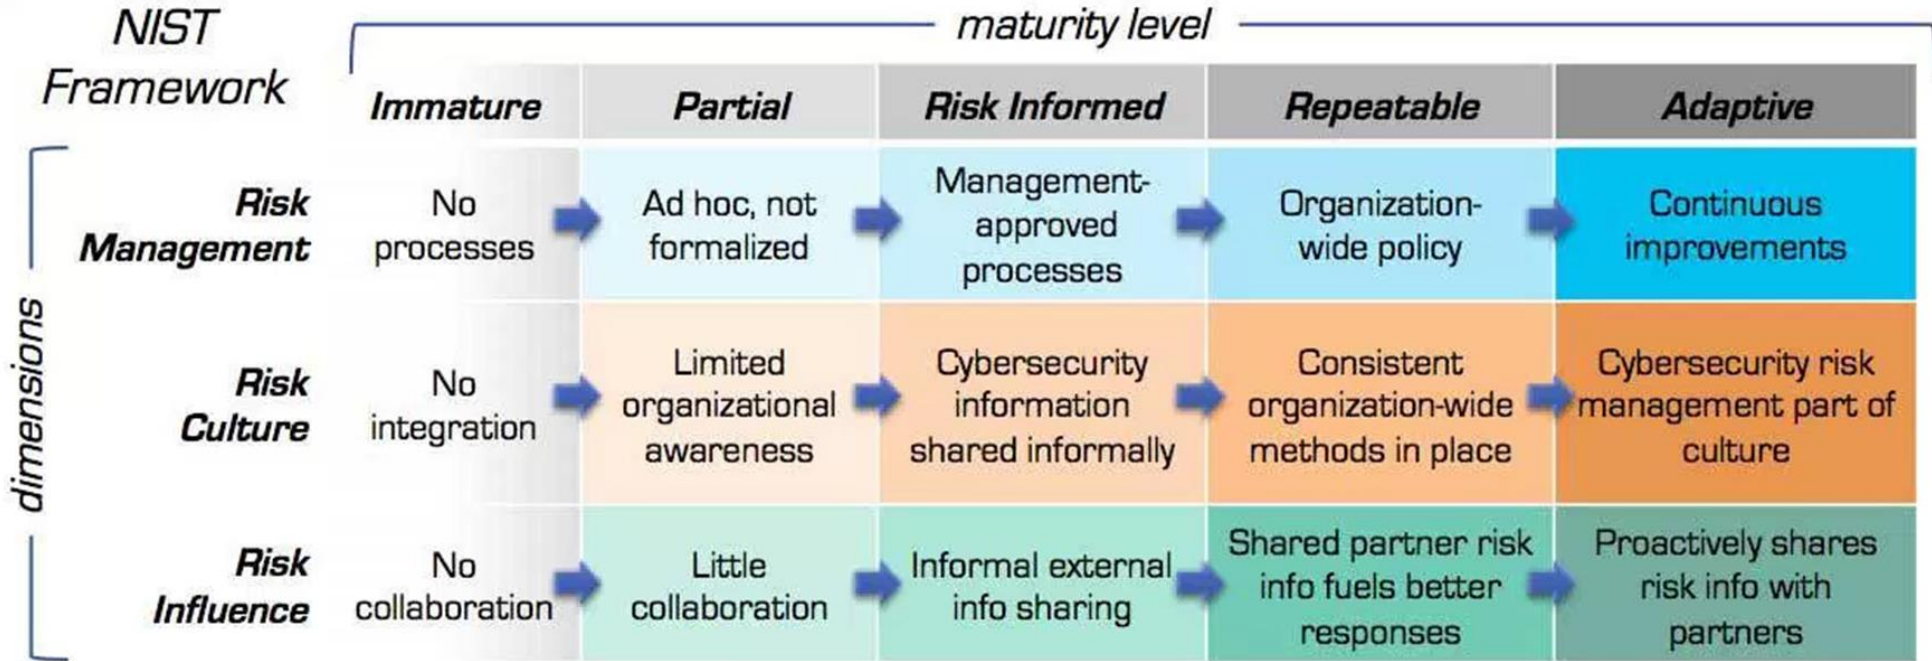 NIST
Framework
maturity level
Immature
Partial
Risk Informed
Repeatable
Adaptive
dimensions
Risk
Management
No
processes
Ad hoc, not
formalized
Management-
approved
processes
Organization-
wide policy
Continuous
improvements
Risk
Culture
No
integration
Limited
organizational
awareness
Cybersecurity
information
shared informally
Consistent
organization-wide
methods in place
Cybersecurity risk
management part of
culture
Risk
Influence
No
collaboration
Little
collaboration
Informal external
info sharing
Shared partner risk
info fuels better
responses
Proactively shares
risk info with
partners